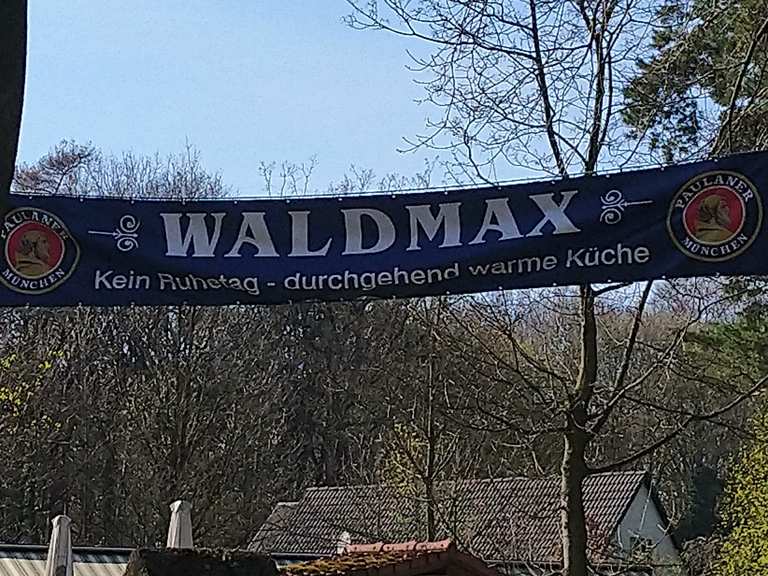 WALDMAX
Kein Ruhetag - durchgehend warme Küche
PAULANER
MÜNCHEN
PAULANER
MÜNCHEN